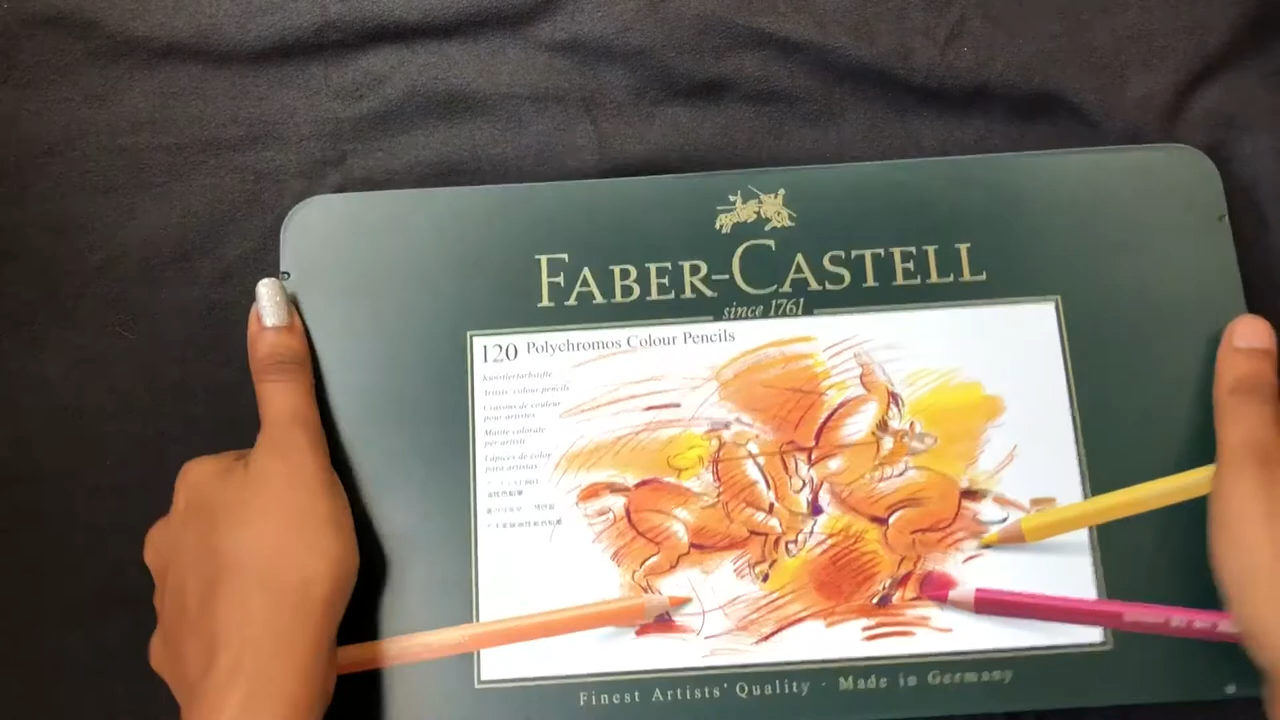 FABER-CASTELL
since 1761
120 Polychromos Colour Pencils
Künstlerfarbstifte
Artists' colour pencils
Crayons de couleur
pour artistes
Matite colorate
per artisti
Lápices de color
para artistas
Finest Artists' Quality · Made in Germany